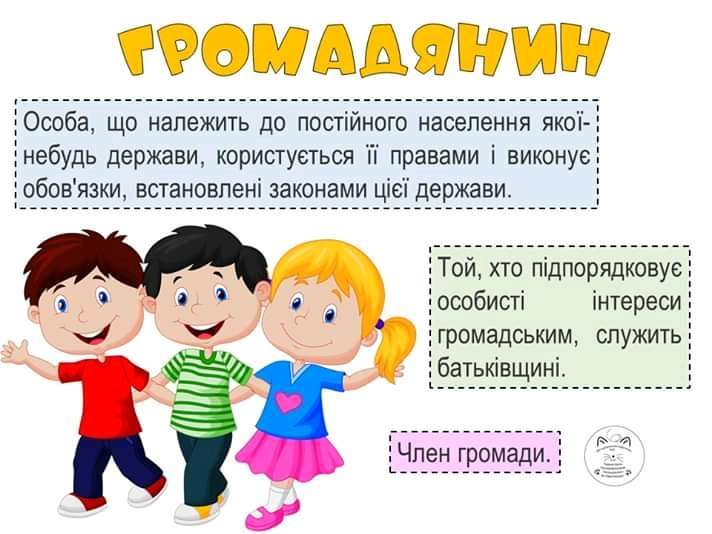 ГРОМАДЯНИН
Особа, що належить до постійного населення якої-
небудь держави, користується її правами і виконує
обов'язки, встановлені законами цієї держави.
Той, хто підпорядковує
особисті інтереси
громадським, служить
батьківщині.
Член громади.